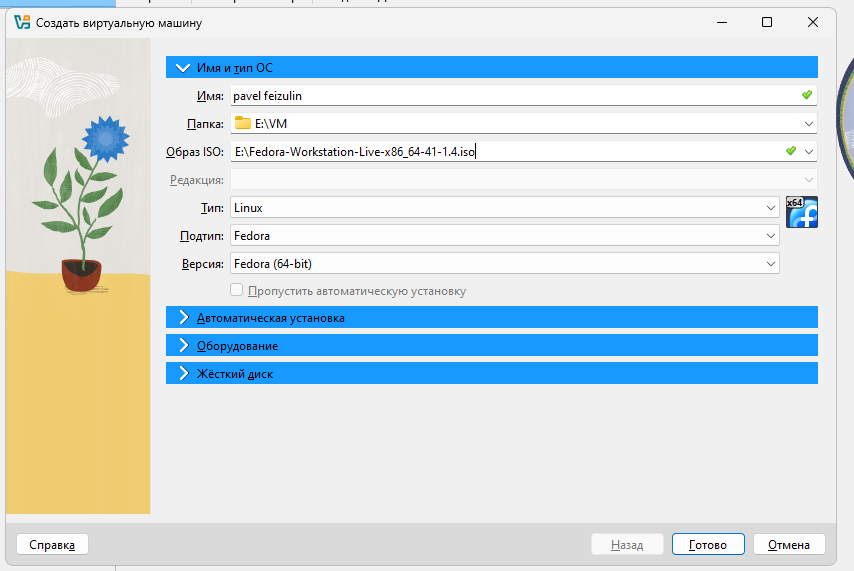 Создать виртуальную машину
Имя и тип ОС
Имя: pavel feizulin
Папка: E:\VM
Образ ISO: E:\Fedora-Workstation-Live-x86_64-41-1.4.iso
Редакция:
Тип: Linux
x64
Подтип: Fedora
Версия: Fedora (64-bit)
Пропустить автоматическую установку
Автоматическая установка
Оборудование
Жёсткий диск
Справка Назад Готово Отмена